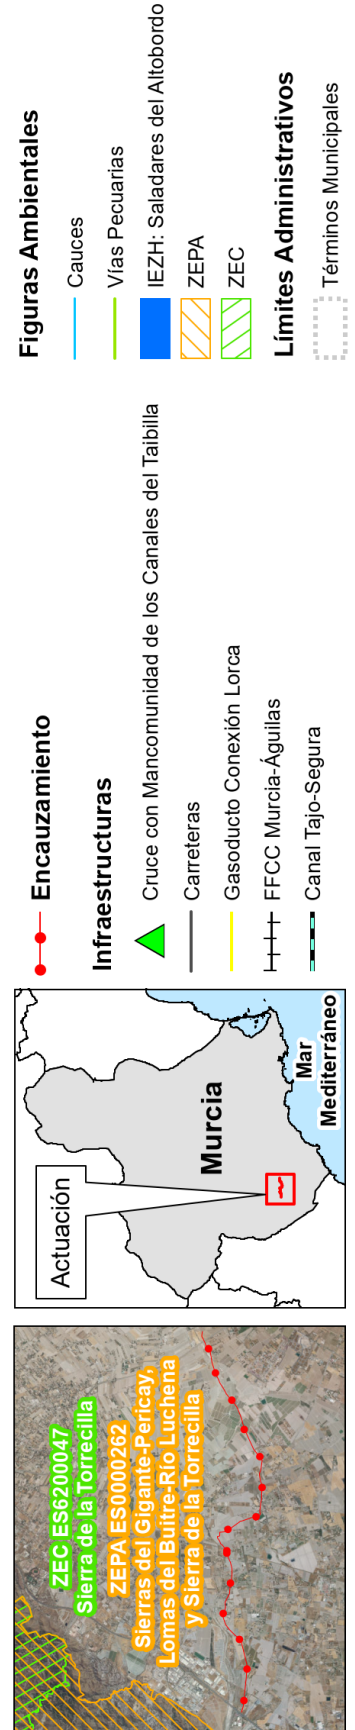 ZEC ES6200047
Sierra de la Torrecilla
ZEPA ES0000262
Sierras del Gigante-Pericay,
Lomas del Buitre-Río Luchena
y Sierra de la Torrecilla
Actuación
Murcia
Mar
Mediterráneo
Encauzamiento
Infraestructuras
Cruce con Mancomunidad de los Canales del Taibilla
Carreteras
Gasoducto Conexión Lorca
FFCC Murcia-Águilas
Canal Tajo-Segura
Figuras Ambientales
Cauces
Vías Pecuarias
IEZH: Saladares del Altobordo
ZEPA
ZEC
Límites Administrativos
Términos Municipales